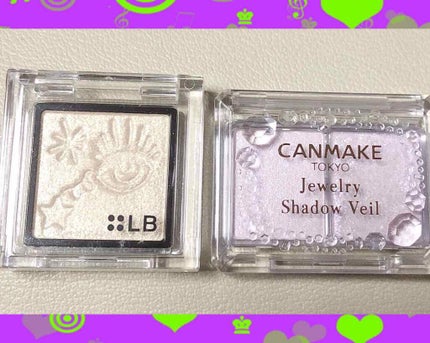 LB
CANMAKE
TOKYO
Jewelry
Shadow Veil